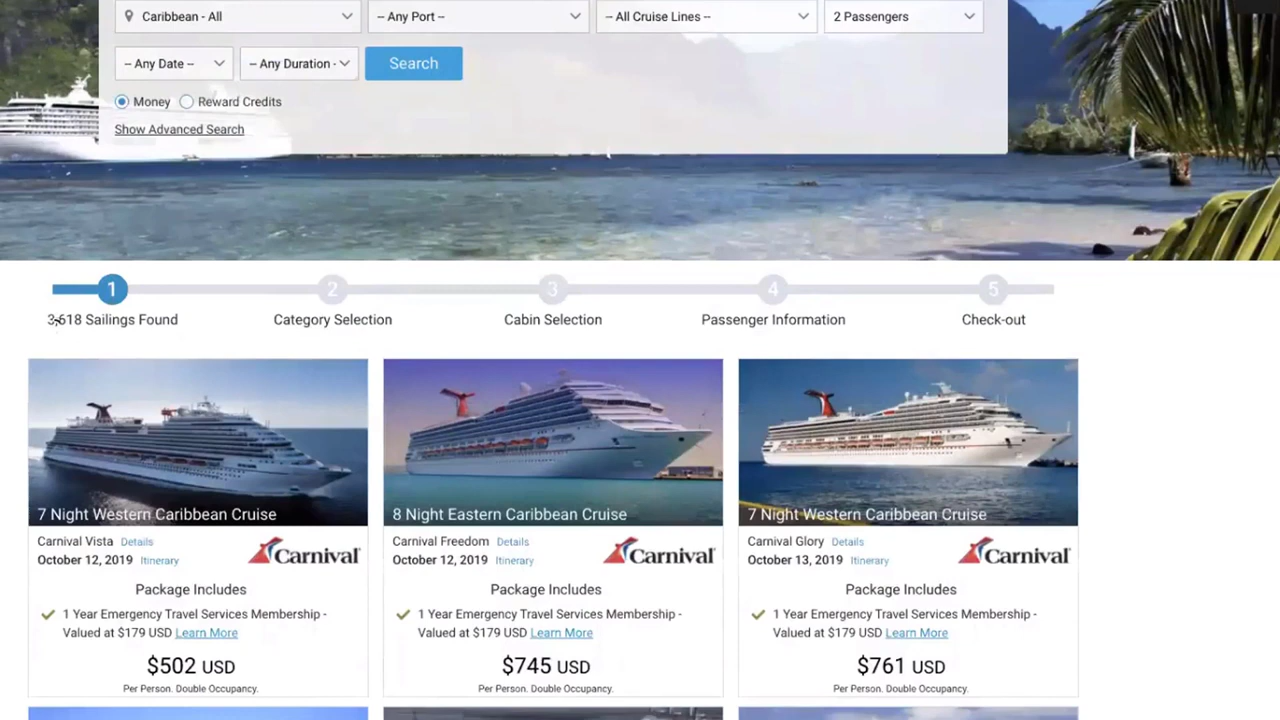 Caribbean - All
-- Any Port --
-- All Cruise Lines --
2 Passengers
-- Any Date --
-- Any Duration -
Search
Money
Reward Credits
Show Advanced Search
1
2
3
4
5
3,618 Sailings Found
Category Selection
Cabin Selection
Passenger Information
Check-out
7 Night Western Caribbean Cruise
Carnival Vista Details
October 12, 2019 Itinerary
Carnival
Package Includes
1 Year Emergency Travel Services Membership -
Valued at $179 USD Learn More
$502 USD
Per Person. Double Occupancy.
8 Night Eastern Caribbean Cruise
Carnival Freedom Details
October 12, 2019 Itinerary
Carnival
Package Includes
1 Year Emergency Travel Services Membership -
Valued at $179 USD Learn More
$745 USD
Per Person. Double Occupancy.
7 Night Western Caribbean Cruise
Carnival Glory Details
October 13, 2019 Itinerary
Carnival
Package Includes
1 Year Emergency Travel Services Membership -
Valued at $179 USD Learn More
$761 USD
Per Person. Double Occupancy.